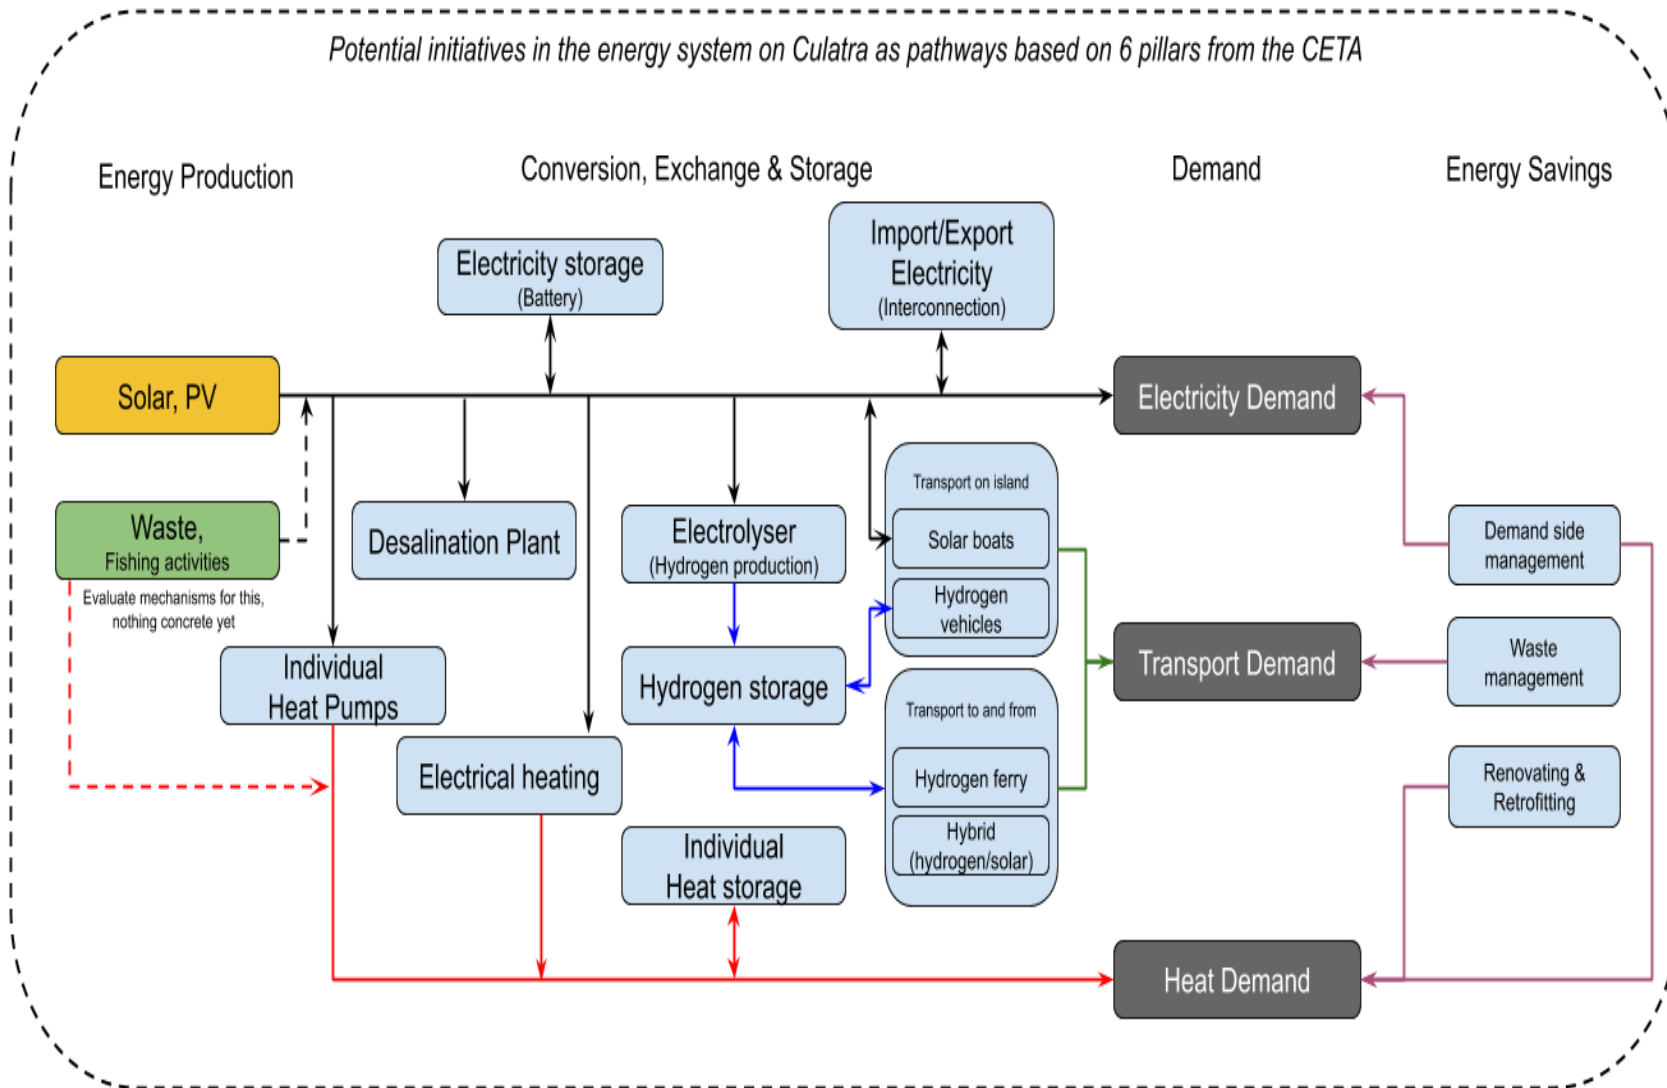 Potential initiatives in the energy system on Culatra as pathways based on 6 pillars from the CETA
Energy Production
Conversion, Exchange & Storage
Demand
Energy Savings
Electricity storage
(Battery)
Import/Export
Electricity
(Interconnection)
Solar, PV
Electricity Demand
Waste,
Fishing activities
Evaluate mechanisms for this,
nothing concrete yet
Desalination Plant
Electrolyser
(Hydrogen production)
Transport on island
Solar boats
Hydrogen
vehicles
Demand side
management
Individual
Heat Pumps
Hydrogen storage
Transport Demand
Waste
management
Transport to and from
Hydrogen ferry
Hybrid
(hydrogen/solar)
Electrical heating
Renovating &
Retrofitting
Individual
Heat storage
Heat Demand